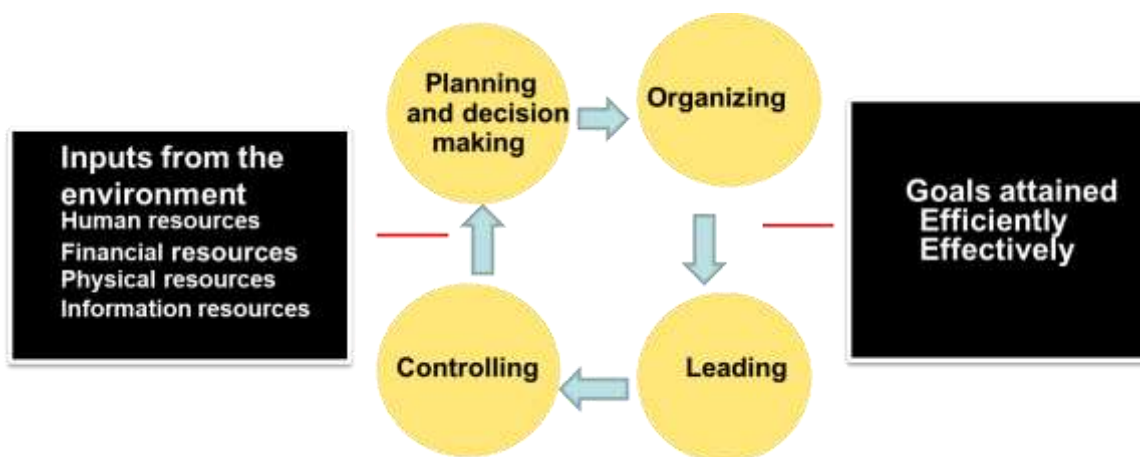 Inputs from the
environment
Human resources
Financial resources
Physical resources
Information resources
Planning
and decision
making
Organizing
Controlling
Leading
Goals attained
Efficiently
Effectively